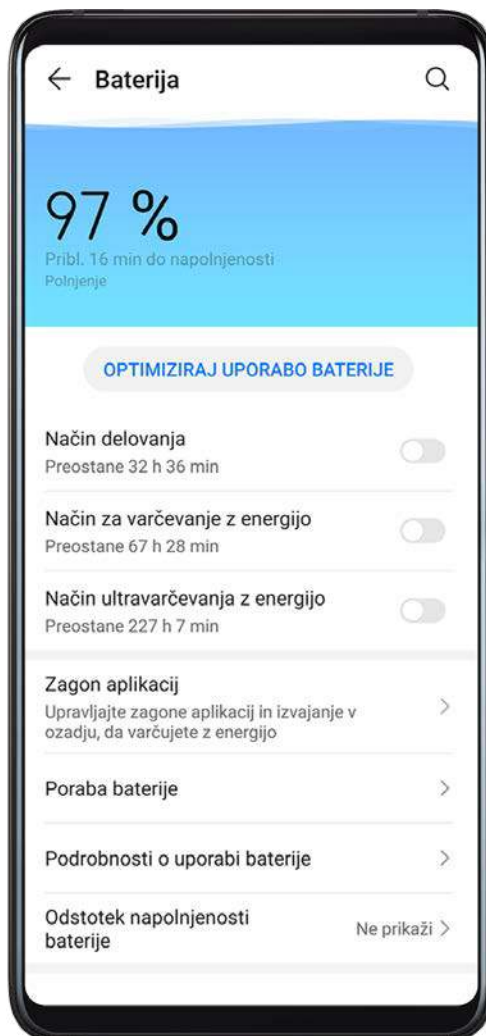 Baterija
97 %
Pribl. 16 min do napolnjenosti
Polnjenje
OPTIMIZIRAJ UPORABO BATERIJE
Način delovanja
Preostane 32 h 36 min
Način za varčevanje z energijo
Preostane 67 h 28 min
Način ultravarčevanja z energijo
Preostane 227 h 7 min
Zagon aplikacij
Upravljajte zagone aplikacij in izvajanje v
ozadju, da varčujete z energijo
Poraba baterije
Podrobnosti o uporabi baterije
Odstotek napolnjenosti
baterije
Ne prikaži